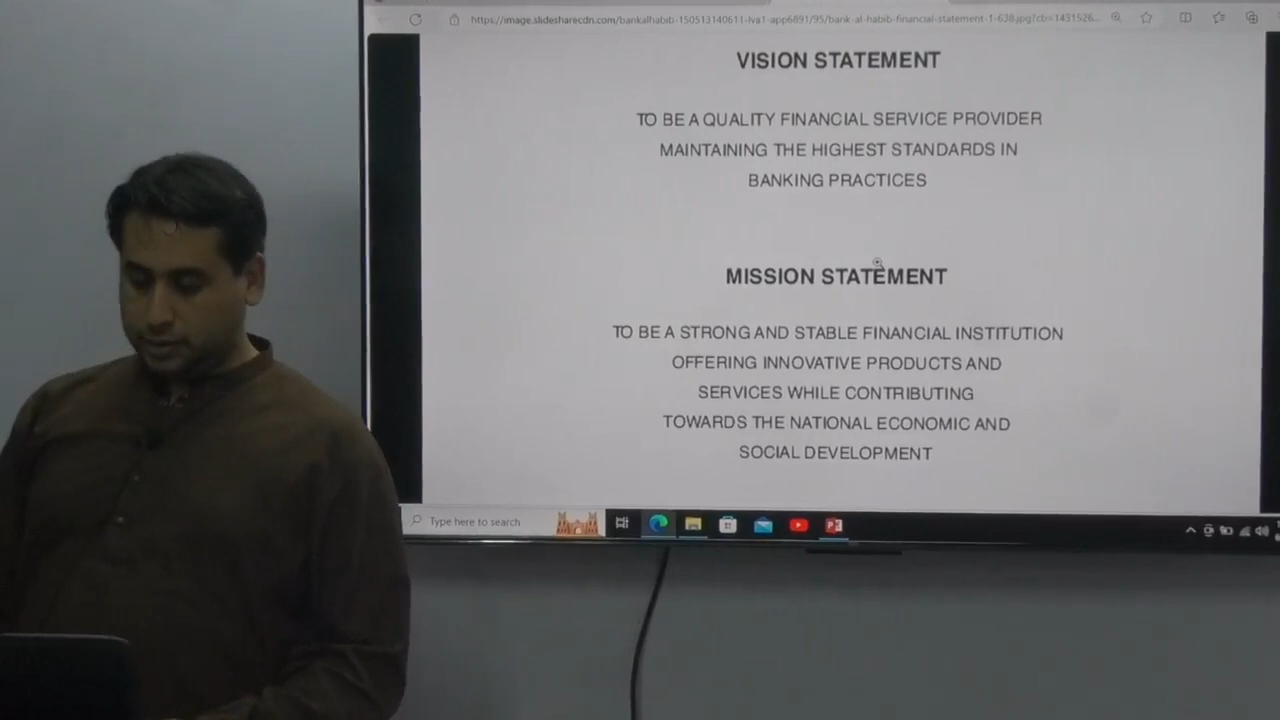 https://image.slidesharecdn.com/bankalhabib-150513140611-lva1-app6891/95/bank-al-habib-financial-statement-1-638.jpg?cb=1431526...
VISION STATEMENT
TO BE A QUALITY FINANCIAL SERVICE PROVIDER
MAINTAINING THE HIGHEST STANDARDS IN
BANKING PRACTICES
MISSION STATEMENT
TO BE A STRONG AND STABLE FINANCIAL INSTITUTION
OFFERING INNOVATIVE PRODUCTS AND
SERVICES WHILE CONTRIBUTING
TOWARDS THE NATIONAL ECONOMIC AND
SOCIAL DEVELOPMENT
Type here to search